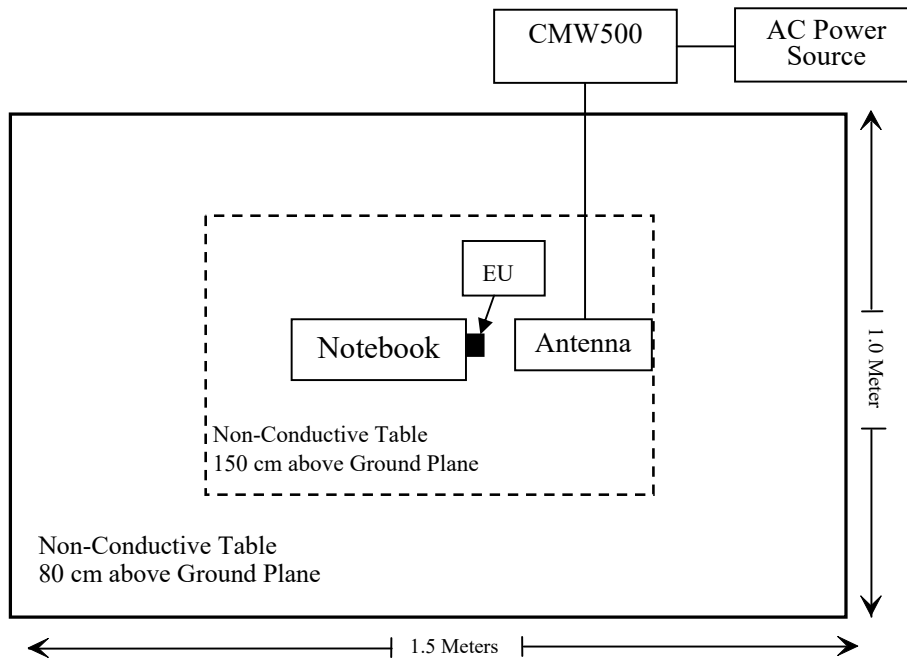 CMW500
AC Power
Source
EU
Notebook
Antenna
Non-Conductive Table
150 cm above Ground Plane
1.0 Meter
Non-Conductive Table
80 cm above Ground Plane
1.5 Meters